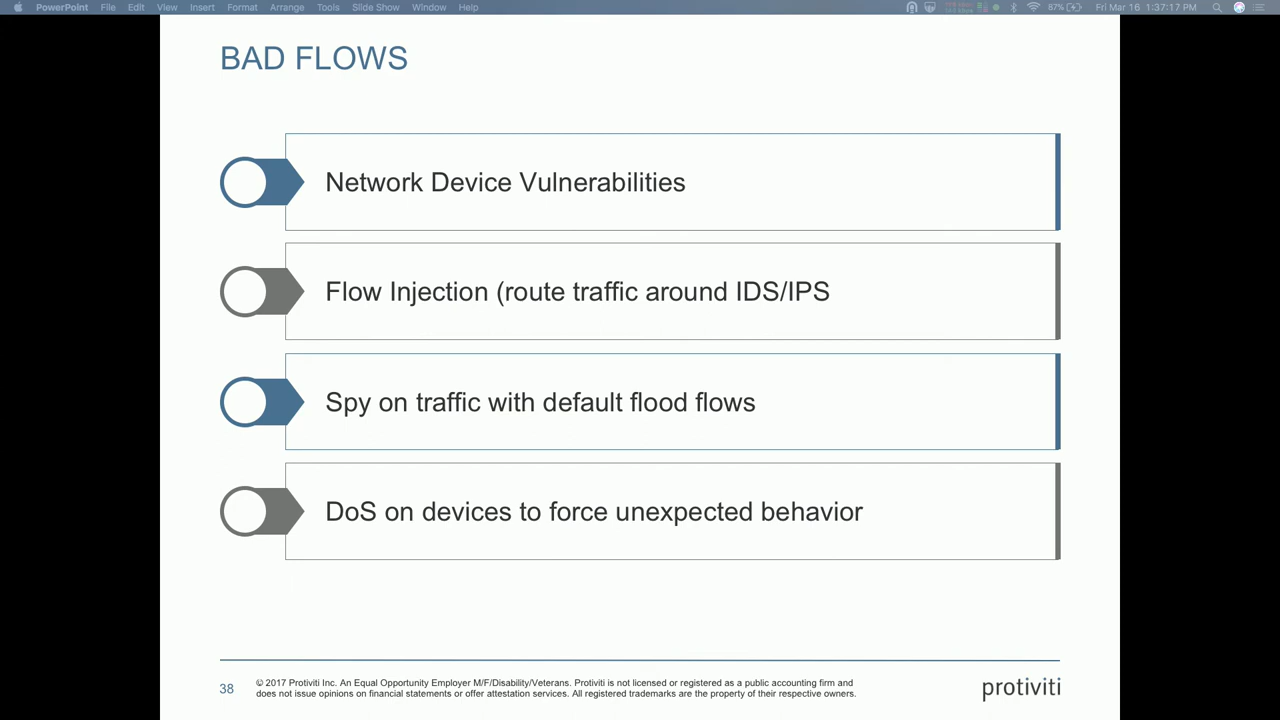 PowerPoint File Edit View Insert Format Arrange Tools Slide Show Window Help 87% Fri Mar 16 1:37:17 PM
BAD FLOWS
Network Device Vulnerabilities
Flow Injection (route traffic around IDS/IPS
Spy on traffic with default flood flows
DoS on devices to force unexpected behavior
38
© 2017 Protiviti Inc. An Equal Opportunity Employer M/F/Disability/Veterans. Protiviti is not licensed or registered as a public accounting firm and
does not issue opinions on financial statements or offer attestation services. All registered trademarks are the property of their respective owners.
protiviti